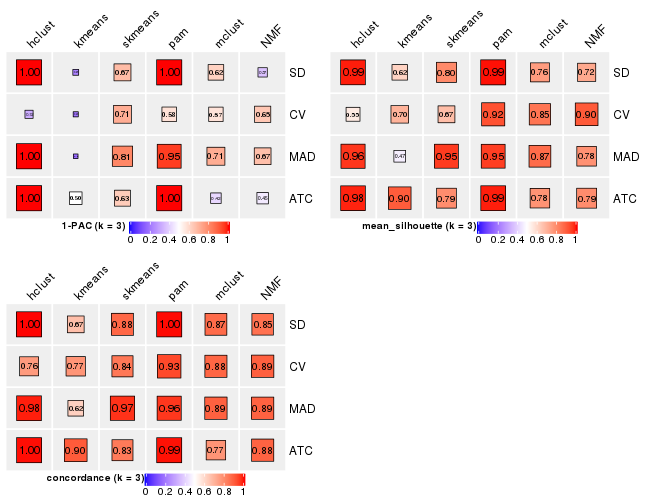 hclust kmeans skmeans pam mclust NMF
1.00 0.67 1.00 0.62 SD
0.71 0.58 0.57 0.65 CV
1.00 0.81 0.95 0.71 0.67 MAD
1.00 0.50 0.63 1.00 ATC
1-PAC (k = 3)
0 0.2 0.4 0.6 0.8 1
hclust kmeans skmeans pam mclust NMF
0.99 0.62 0.80 0.99 0.76 0.72 SD
0.55 0.70 0.67 0.92 0.85 0.90 CV
0.96 0.47 0.95 0.95 0.87 0.78 MAD
0.98 0.90 0.79 0.99 0.78 0.79 ATC
mean_silhouette (k = 3)
0 0.2 0.4 0.6 0.8 1
hclust kmeans skmeans pam mclust NMF
1.00 0.67 0.88 1.00 0.87 0.85 SD
0.76 0.77 0.84 0.93 0.88 0.89 CV
0.98 0.62 0.97 0.96 0.89 0.89 MAD
1.00 0.90 0.83 0.99 0.77 0.88 ATC
concordance (k = 3)
0 0.2 0.4 0.6 0.8 1